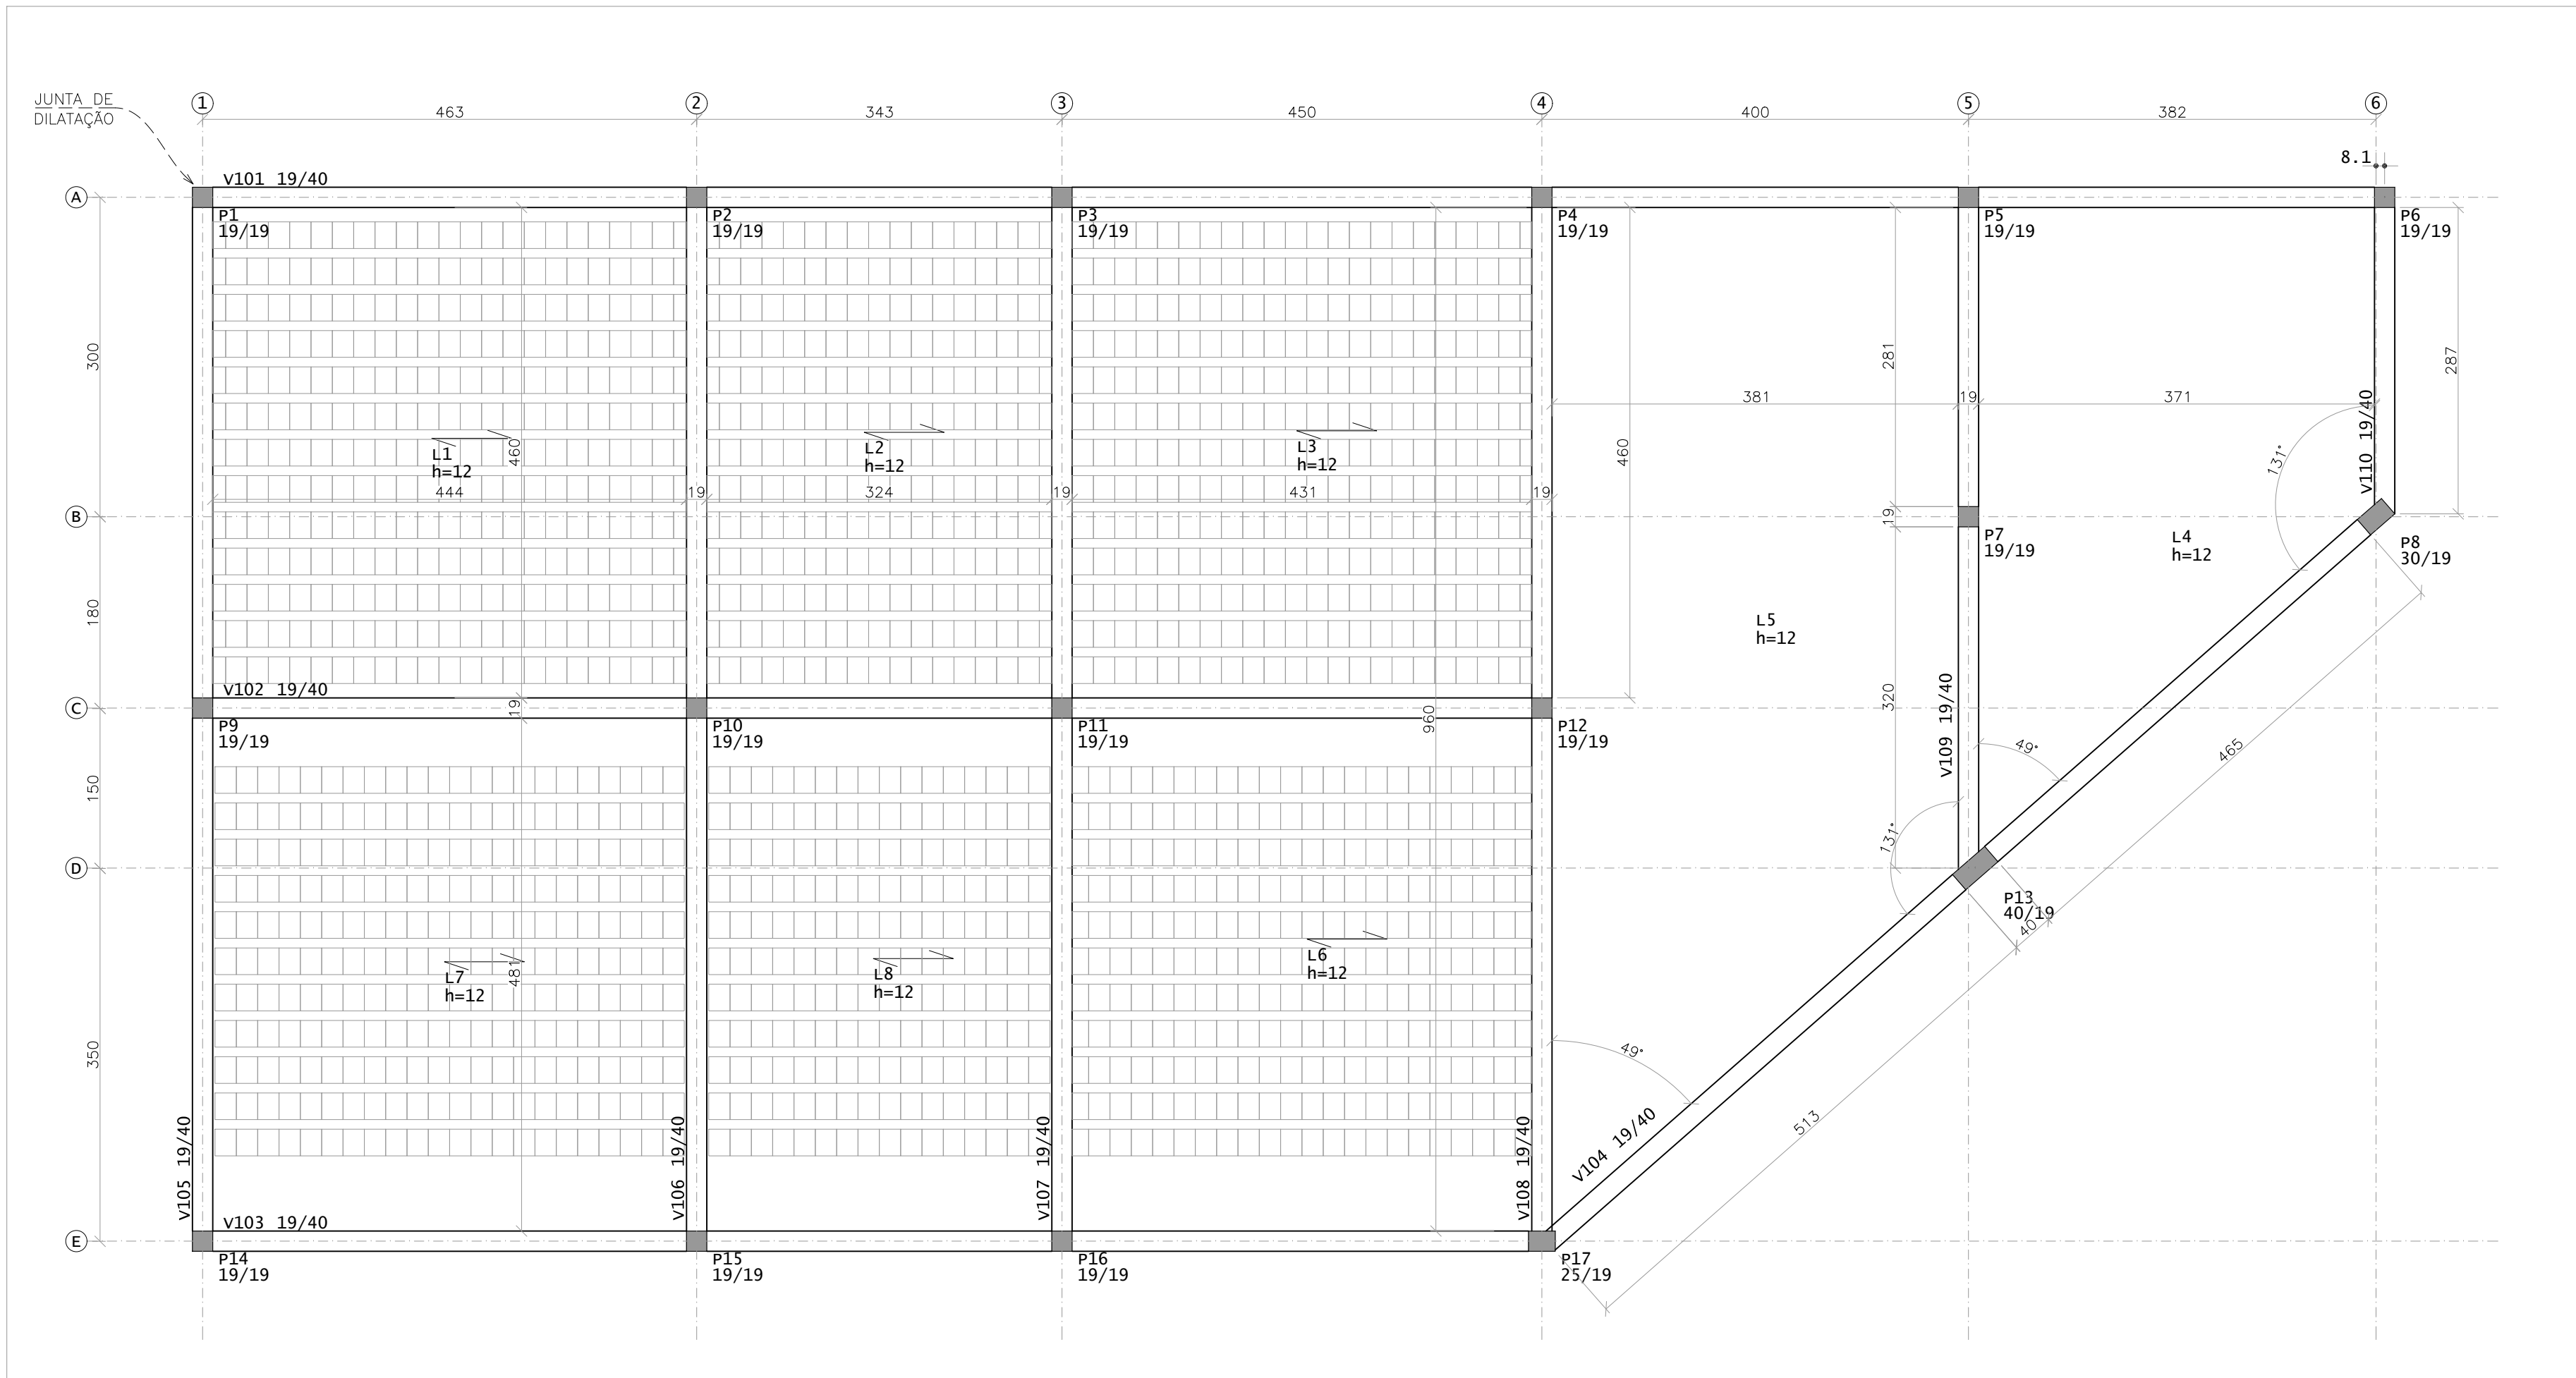 1
2
3
4
5
6
JUNTA DE
DILATAÇÃO
463
343
450
400
382
8.1
V101 19/40
A
P1
19/19
P2
19/19
P3
19/19
P4
19/19
P5
19/19
P6
19/19
300
281
287
381
19
371
V110 19/40
131°
L1
h=12
460
L2
h=12
L3
h=12
460
444
19
324
19
431
19
B
19
P7
19/19
L4
h=12
P8
30/19
180
L5
h=12
V102 19/40
C
19
960
320
V109 19/40
P9
19/19
P10
19/19
P11
19/19
P12
19/19
49°
465
150
131°
D
P13
40/19
40
L7
h=12
481
L8
h=12
L6
h=12
350
49°
513
V104 19/40
V105 19/40
V106 19/40
V107 19/40
V108 19/40
V103 19/40
E
P14
19/19
P15
19/19
P16
19/19
P17
25/19